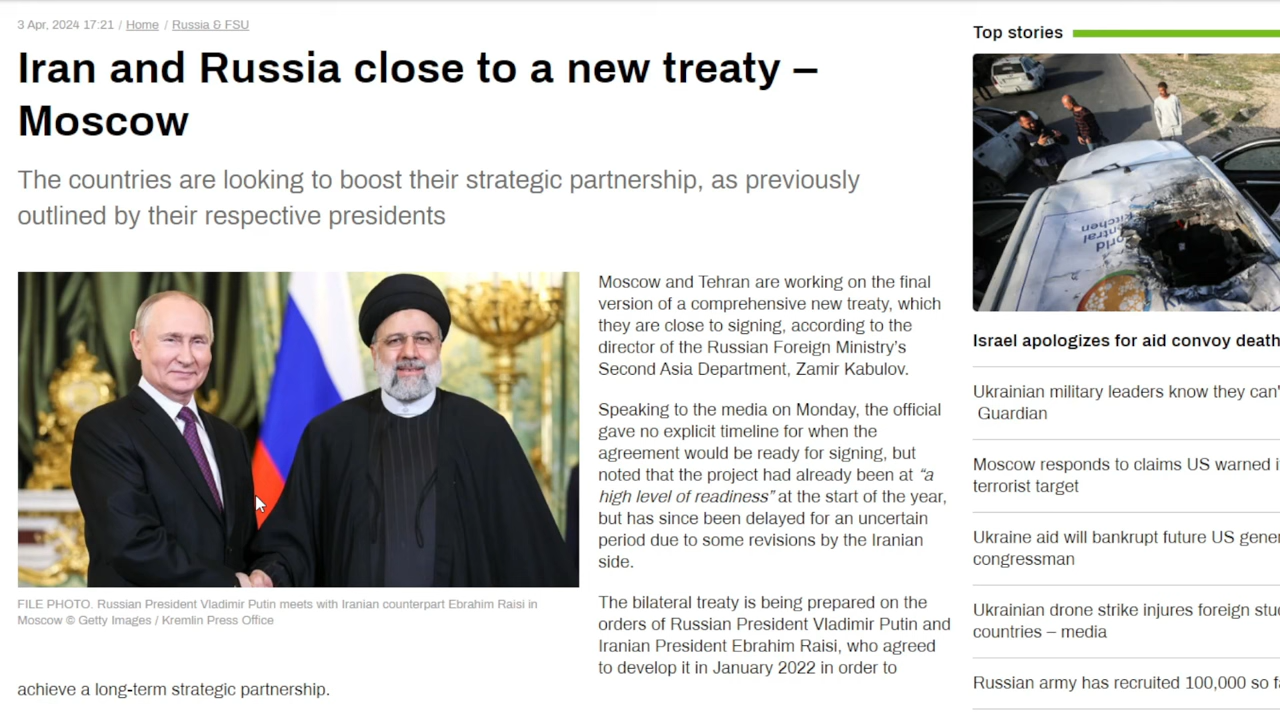 3 Apr, 2024 17:21 / Home / Russia & FSU
Iran and Russia close to a new treaty –
Moscow
The countries are looking to boost their strategic partnership, as previously
outlined by their respective presidents
FILE PHOTO. Russian President Vladimir Putin meets with Iranian counterpart Ebrahim Raisi in
Moscow © Getty Images / Kremlin Press Office
Moscow and Tehran are working on the final
version of a comprehensive new treaty, which
they are close to signing, according to the
director of the Russian Foreign Ministry's
Second Asia Department, Zamir Kabulov.
Speaking to the media on Monday, the official
gave no explicit timeline for when the
agreement would be ready for signing, but
noted that the project had already been at “a
high level of readiness” at the start of the year,
but has since been delayed for an uncertain
period due to some revisions by the Iranian
side.
The bilateral treaty is being prepared on the
orders of Russian President Vladimir Putin and
Iranian President Ebrahim Raisi, who agreed
to develop it in January 2022 in order to
achieve a long-term strategic partnership.
Top stories
World
Central
Kitchen
Israel apologizes for aid convoy death
Ukrainian military leaders know they can'
Guardian
Moscow responds to claims US warned i
terrorist target
Ukraine aid will bankrupt future US gener
congressman
Ukrainian drone strike injures foreign stu
countries – media
Russian army has recruited 100,000 so fa